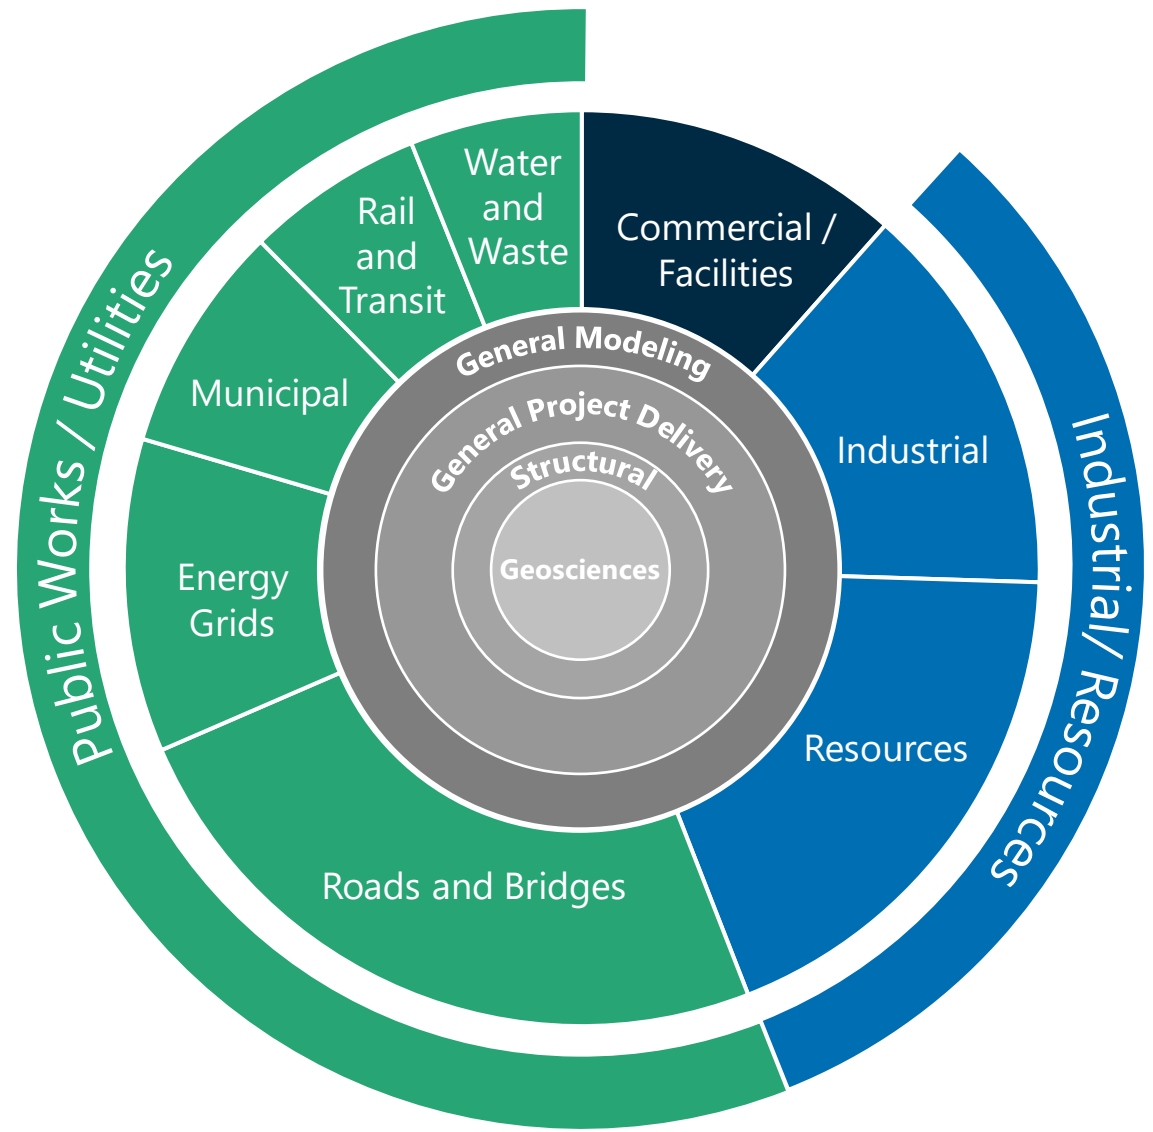 Public Works / Utilities
Water
and
Waste
Rail
and
Transit
Municipal
Energy
Grids
Roads and Bridges
Commercial /
Facilities
Industrial
Resources
Industrial/ Resources
General Modeling
General Project Delivery
Structural
Geosciences